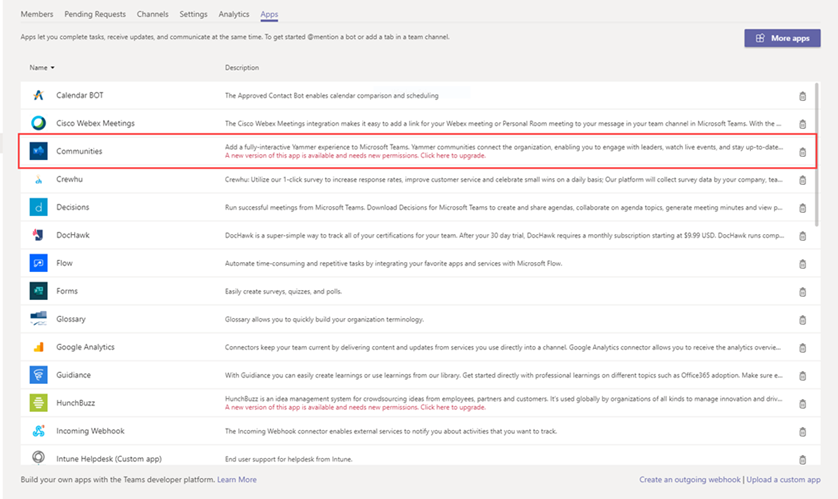 Members Pending Requests Channels Settings Analytics Apps
Apps let you complete tasks, receive updates, and communicate at the same time. To get started @mention a bot or add a tab in a team channel.
More apps
Name Description
Calendar BOT The Approved Contact Bot enables calendar comparison and scheduling
Cisco Webex Meetings The Cisco Webex Meetings integration makes it easy to add a link for your Webex meeting or Personal Room meeting to your message in your team channel in Microsoft Teams. With the ...
Communities Add a fully-interactive Yammer experience to Microsoft Teams. Yammer communities connect the organization, enabling you to engage with leaders, watch live events, and stay up-to-date...
A new version of this app is available and needs new permissions. Click here to upgrade.
Crewhu Crewhu: Utilize our 1-click survey to increase response rates, improve customer service and celebrate small wins on a daily basis; Our platform will collect survey data by your company, tea...
Decisions Run successful meetings from Microsoft Teams. Download Decisions for Microsoft Teams to create and share agendas, collaborate on agenda topics, generate meeting minutes and view p...
DocHawk DocHawk is a super-simple way to track all of your certifications for your team. After your 30 day trial, DocHawk requires a monthly subscription starting at $9.99 USD. DocHawk runs comp...
Flow Automate time-consuming and repetitive tasks by integrating your favorite apps and services with Microsoft Flow.
Forms Easily create surveys, quizzes, and polls.
Glossary Glossary allows you to quickly build your organization terminology.
Google Analytics Connectors keep your team current by delivering content and updates from services you use directly into a channel. Google Analytics connector allows you to receive the analytics overvie...
Guidiance With Guidiance you can easily create learnings or use learnings from our library. Get started directly with professional learnings on different topics such as Office365 adoption. Make sure e...
HunchBuzz HunchBuzz is an idea management system for crowdsourcing ideas from employees, partners and customers. It's used globally by organizations of all kinds to manage innovation and driv...
A new version of this app is available and needs new permissions. Click here to upgrade.
Incoming Webhook The Incoming Webhook connector enables external services to notify you about activities that you want to track.
Intune Helpdesk (Custom app) End user support for helpdesk from Intune.
Build your own apps with the Teams developer platform. Learn More Create an outgoing webhook | Upload a custom app